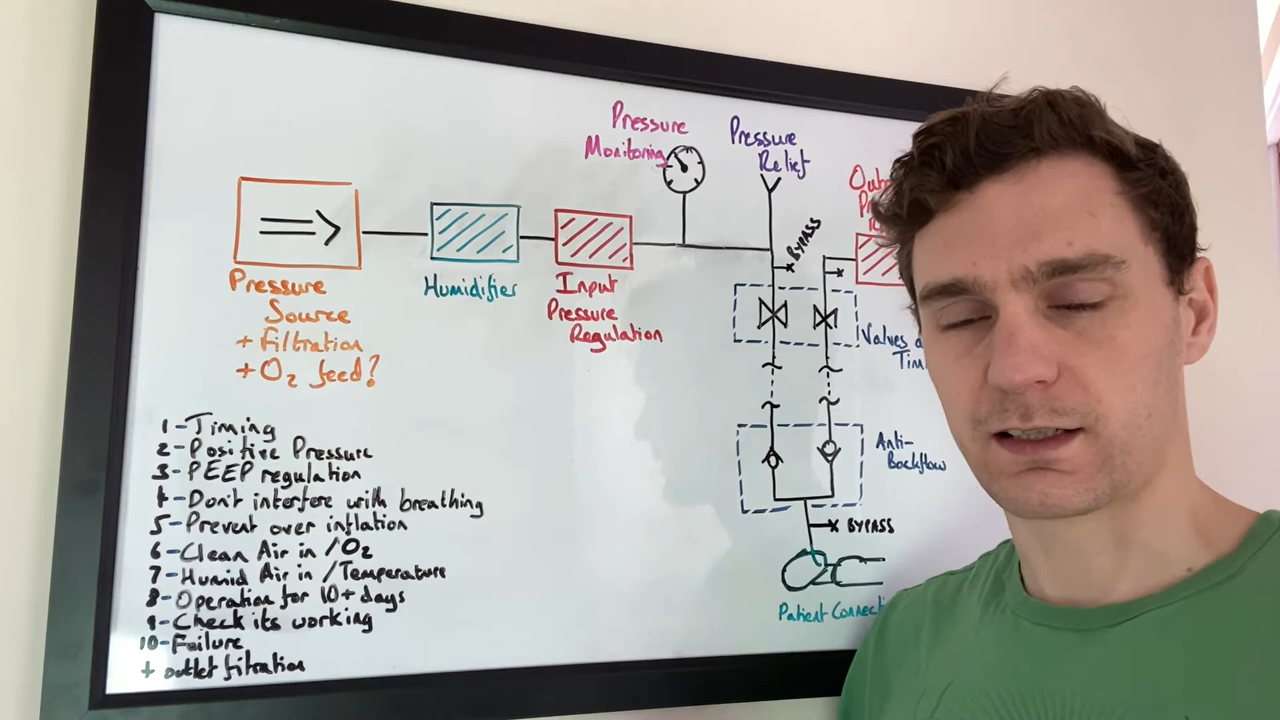 Pressure
Monitoring
Pressure
Relief
BYPASS
Pressure
Source
+ Filtration
+ O2 feed?
Humidifier
Input
Pressure
Regulation
Valves
Anti-
Backflow
BYPASS
Patient
1-Timing
2-Positive Pressure
3-PEEP regulation
4-Don't interfere with breathing
5-Prevent over inflation
6-Clean Air in /O2
7-Humid Air in /Temperature
8-Operation for 10+ days
9-Check its working
10-Failure
+ outlet filtration